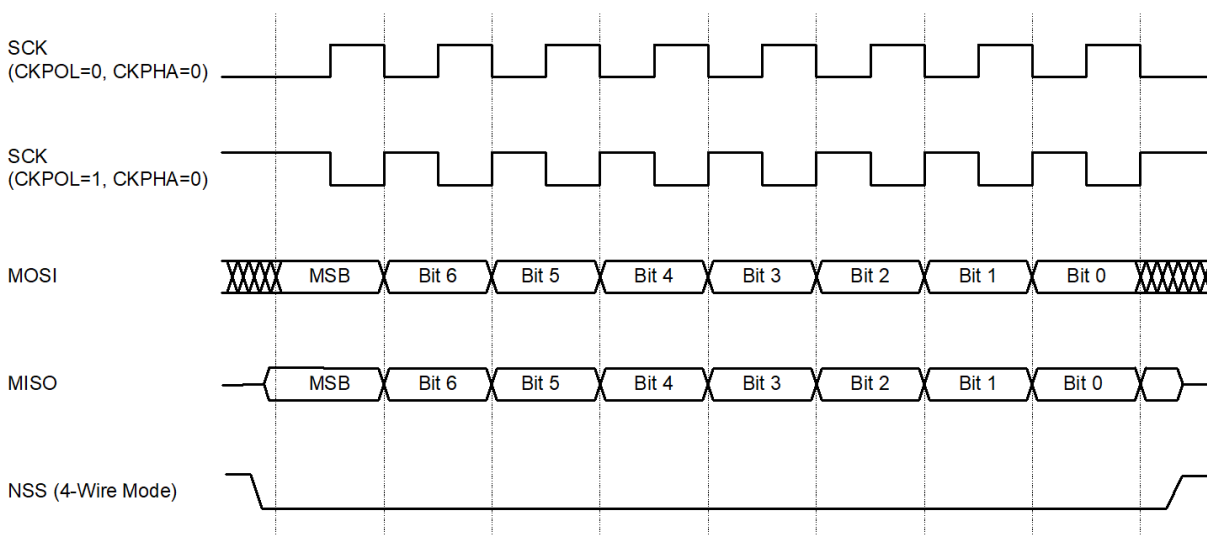 SCK
(CKPOL=0, CKPHA=0)
SCK
(CKPOL=1, CKPHA=0)
MOSI MSB Bit 6 Bit 5 Bit 4 Bit 3 Bit 2 Bit 1 Bit 0
MISO MSB Bit 6 Bit 5 Bit 4 Bit 3 Bit 2 Bit 1 Bit 0
NSS (4-Wire Mode)